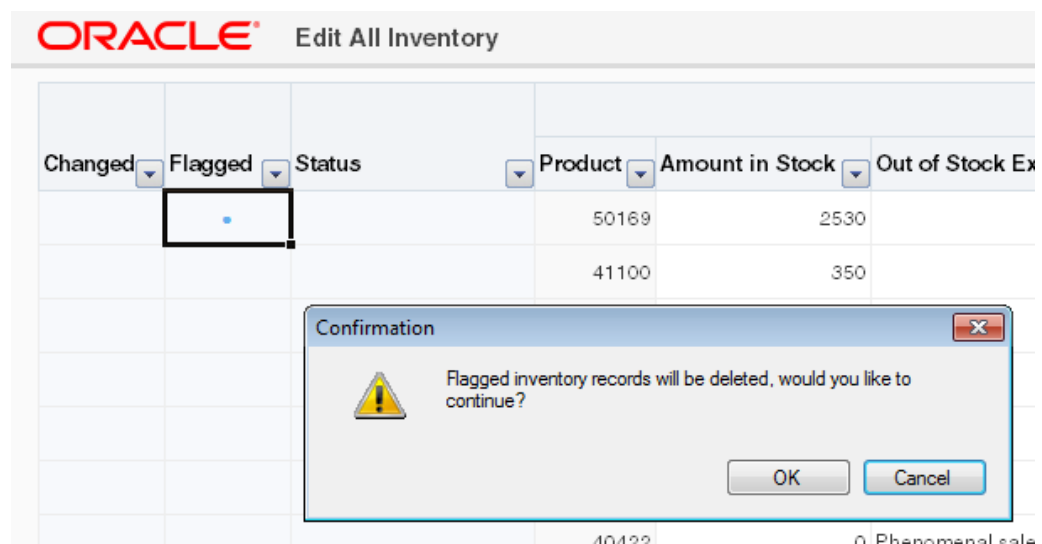 ORACLE Edit All Inventory
Changed Flagged Status Product Amount in Stock Out of Stock Ex
50169 2530
41100 350
Confirmation
Flagged inventory records will be deleted, would you like to
continue?
OK Cancel
40422 0 Phenomenal sale